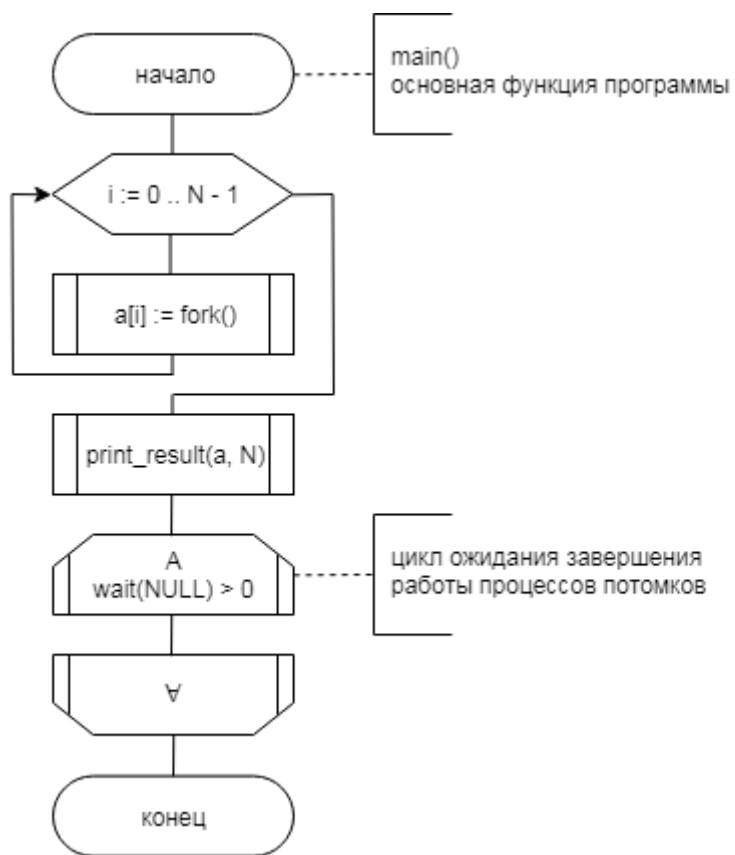 начало
main()
основная функция программы
i := 0 .. N - 1
a[i] := fork()
print_result(a, N)
A
wait(NULL) > 0
цикл ожидания завершения
работы процессов потомков
∀
конец